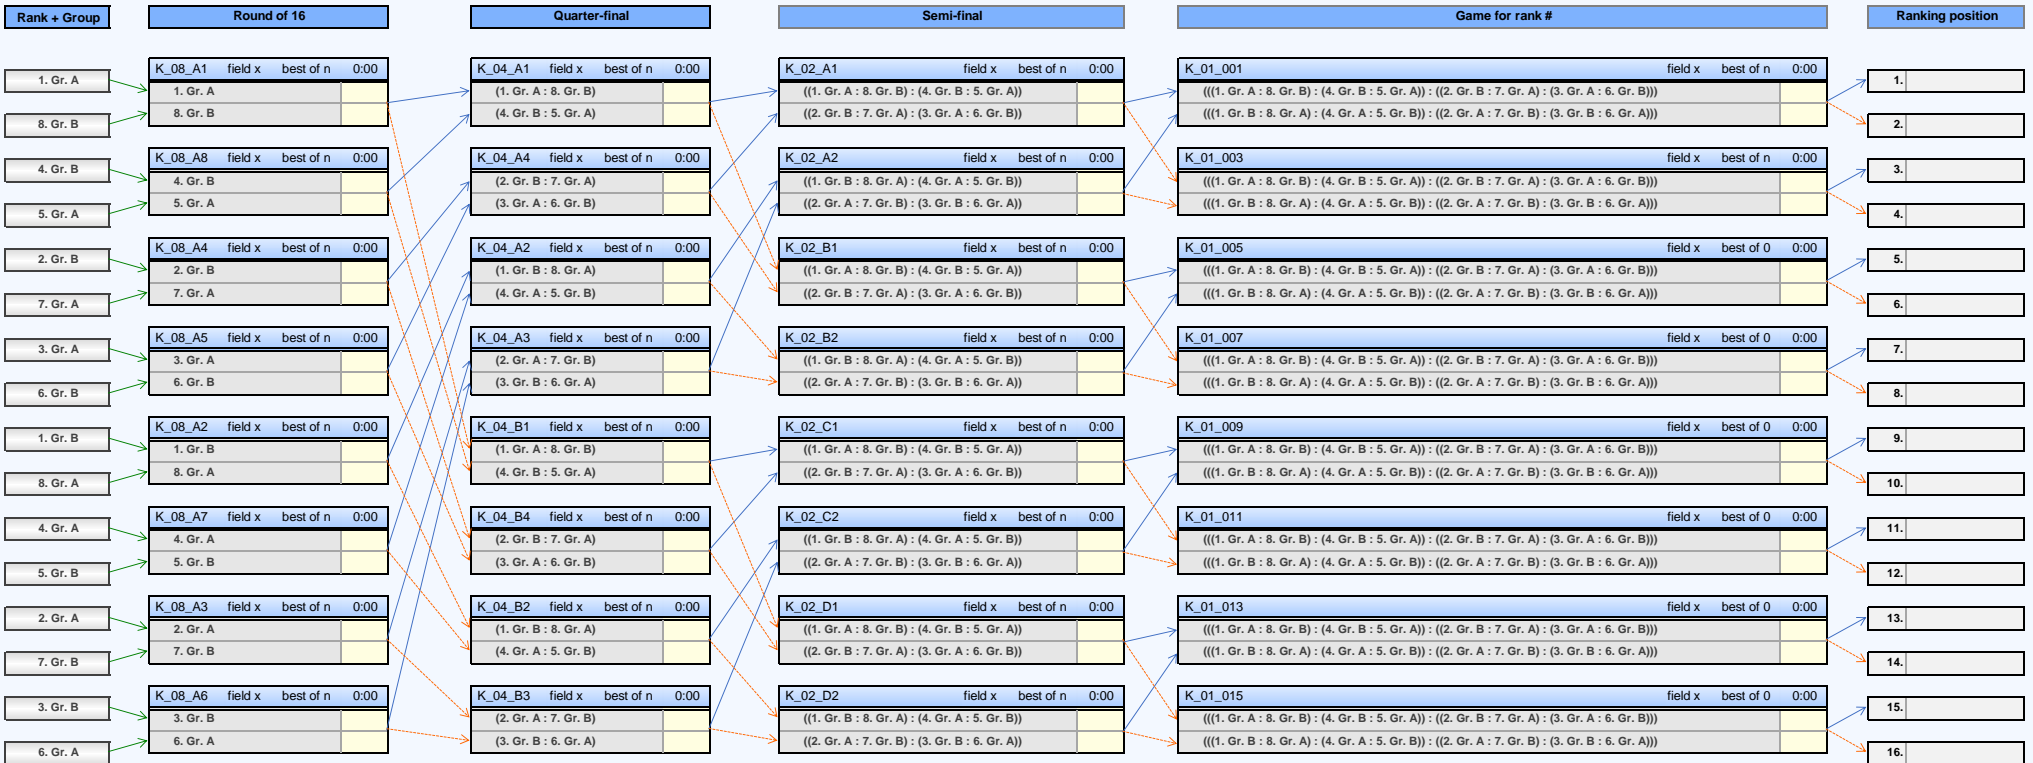 Rank + Group
Round of 16
Quarter-final
Semi-final
Game for rank #
Ranking position
1. Gr. A
8. Gr. B
4. Gr. B
5. Gr. A
2. Gr. B
7. Gr. A
3. Gr. A
6. Gr. B
1. Gr. B
8. Gr. A
4. Gr. A
5. Gr. B
2. Gr. A
7. Gr. B
3. Gr. B
6. Gr. A
K_08_A1 field x best of n 0:00
1. Gr. A
8. Gr. B
K_08_A8 field x best of n 0:00
4. Gr. B
5. Gr. A
K_08_A4 field x best of n 0:00
2. Gr. B
7. Gr. A
K_08_A5 field x best of n 0:00
3. Gr. A
6. Gr. B
K_08_A2 field x best of n 0:00
1. Gr. B
8. Gr. A
K_08_A7 field x best of n 0:00
4. Gr. A
5. Gr. B
K_08_A3 field x best of n 0:00
2. Gr. A
7. Gr. B
K_08_A6 field x best of n 0:00
3. Gr. B
6. Gr. A
K_04_A1 field x best of n 0:00
(1. Gr. A : 8. Gr. B)
(4. Gr. B : 5. Gr. A)
K_04_A4 field x best of n 0:00
(2. Gr. B : 7. Gr. A)
(3. Gr. A : 6. Gr. B)
K_04_A2 field x best of n 0:00
(1. Gr. B : 8. Gr. A)
(4. Gr. A : 5. Gr. B)
K_04_A3 field x best of n 0:00
(2. Gr. A : 7. Gr. B)
(3. Gr. B : 6. Gr. A)
K_04_B1 field x best of n 0:00
(1. Gr. A : 8. Gr. B)
(4. Gr. B : 5. Gr. A)
K_04_B4 field x best of n 0:00
(2. Gr. B : 7. Gr. A)
(3. Gr. A : 6. Gr. B)
K_04_B2 field x best of n 0:00
(1. Gr. B : 8. Gr. A)
(4. Gr. A : 5. Gr. B)
K_04_B3 field x best of n 0:00
(2. Gr. A : 7. Gr. B)
(3. Gr. B : 6. Gr. A)
K_02_A1 field x best of n 0:00
((1. Gr. A : 8. Gr. B) : (4. Gr. B : 5. Gr. A))
((2. Gr. B : 7. Gr. A) : (3. Gr. A : 6. Gr. B))
K_02_A2 field x best of n 0:00
((1. Gr. B : 8. Gr. A) : (4. Gr. A : 5. Gr. B))
((2. Gr. A : 7. Gr. B) : (3. Gr. B : 6. Gr. A))
K_02_B1 field x best of n 0:00
((1. Gr. A : 8. Gr. B) : (4. Gr. B : 5. Gr. A))
((2. Gr. B : 7. Gr. A) : (3. Gr. A : 6. Gr. B))
K_02_B2 field x best of n 0:00
((1. Gr. B : 8. Gr. A) : (4. Gr. A : 5. Gr. B))
((2. Gr. A : 7. Gr. B) : (3. Gr. B : 6. Gr. A))
K_02_C1 field x best of n 0:00
((1. Gr. A : 8. Gr. B) : (4. Gr. B : 5. Gr. A))
((2. Gr. B : 7. Gr. A) : (3. Gr. A : 6. Gr. B))
K_02_C2 field x best of n 0:00
((1. Gr. B : 8. Gr. A) : (4. Gr. A : 5. Gr. B))
((2. Gr. A : 7. Gr. B) : (3. Gr. B : 6. Gr. A))
K_02_D1 field x best of n 0:00
((1. Gr. A : 8. Gr. B) : (4. Gr. B : 5. Gr. A))
((2. Gr. B : 7. Gr. A) : (3. Gr. A : 6. Gr. B))
K_02_D2 field x best of n 0:00
((1. Gr. B : 8. Gr. A) : (4. Gr. A : 5. Gr. B))
((2. Gr. A : 7. Gr. B) : (3. Gr. B : 6. Gr. A))
K_01_001 field x best of n 0:00
(((1. Gr. A : 8. Gr. B) : (4. Gr. B : 5. Gr. A)) : ((2. Gr. B : 7. Gr. A) : (3. Gr. A : 6. Gr. B)))
(((1. Gr. B : 8. Gr. A) : (4. Gr. A : 5. Gr. B)) : ((2. Gr. A : 7. Gr. B) : (3. Gr. B : 6. Gr. A)))
K_01_003 field x best of n 0:00
(((1. Gr. A : 8. Gr. B) : (4. Gr. B : 5. Gr. A)) : ((2. Gr. B : 7. Gr. A) : (3. Gr. A : 6. Gr. B)))
(((1. Gr. B : 8. Gr. A) : (4. Gr. A : 5. Gr. B)) : ((2. Gr. A : 7. Gr. B) : (3. Gr. B : 6. Gr. A)))
K_01_005 field x best of 0 0:00
(((1. Gr. A : 8. Gr. B) : (4. Gr. B : 5. Gr. A)) : ((2. Gr. B : 7. Gr. A) : (3. Gr. A : 6. Gr. B)))
(((1. Gr. B : 8. Gr. A) : (4. Gr. A : 5. Gr. B)) : ((2. Gr. A : 7. Gr. B) : (3. Gr. B : 6. Gr. A)))
K_01_007 field x best of 0 0:00
(((1. Gr. A : 8. Gr. B) : (4. Gr. B : 5. Gr. A)) : ((2. Gr. B : 7. Gr. A) : (3. Gr. A : 6. Gr. B)))
(((1. Gr. B : 8. Gr. A) : (4. Gr. A : 5. Gr. B)) : ((2. Gr. A : 7. Gr. B) : (3. Gr. B : 6. Gr. A)))
K_01_009 field x best of 0 0:00
(((1. Gr. A : 8. Gr. B) : (4. Gr. B : 5. Gr. A)) : ((2. Gr. B : 7. Gr. A) : (3. Gr. A : 6. Gr. B)))
(((1. Gr. B : 8. Gr. A) : (4. Gr. A : 5. Gr. B)) : ((2. Gr. A : 7. Gr. B) : (3. Gr. B : 6. Gr. A)))
K_01_011 field x best of 0 0:00
(((1. Gr. A : 8. Gr. B) : (4. Gr. B : 5. Gr. A)) : ((2. Gr. B : 7. Gr. A) : (3. Gr. A : 6. Gr. B)))
(((1. Gr. B : 8. Gr. A) : (4. Gr. A : 5. Gr. B)) : ((2. Gr. A : 7. Gr. B) : (3. Gr. B : 6. Gr. A)))
K_01_013 field x best of 0 0:00
(((1. Gr. A : 8. Gr. B) : (4. Gr. B : 5. Gr. A)) : ((2. Gr. B : 7. Gr. A) : (3. Gr. A : 6. Gr. B)))
(((1. Gr. B : 8. Gr. A) : (4. Gr. A : 5. Gr. B)) : ((2. Gr. A : 7. Gr. B) : (3. Gr. B : 6. Gr. A)))
K_01_015 field x best of 0 0:00
(((1. Gr. A : 8. Gr. B) : (4. Gr. B : 5. Gr. A)) : ((2. Gr. B : 7. Gr. A) : (3. Gr. A : 6. Gr. B)))
(((1. Gr. B : 8. Gr. A) : (4. Gr. A : 5. Gr. B)) : ((2. Gr. A : 7. Gr. B) : (3. Gr. B : 6. Gr. A)))
1.
2.
3.
4.
5.
6.
7.
8.
9.
10.
11.
12.
13.
14.
15.
16.